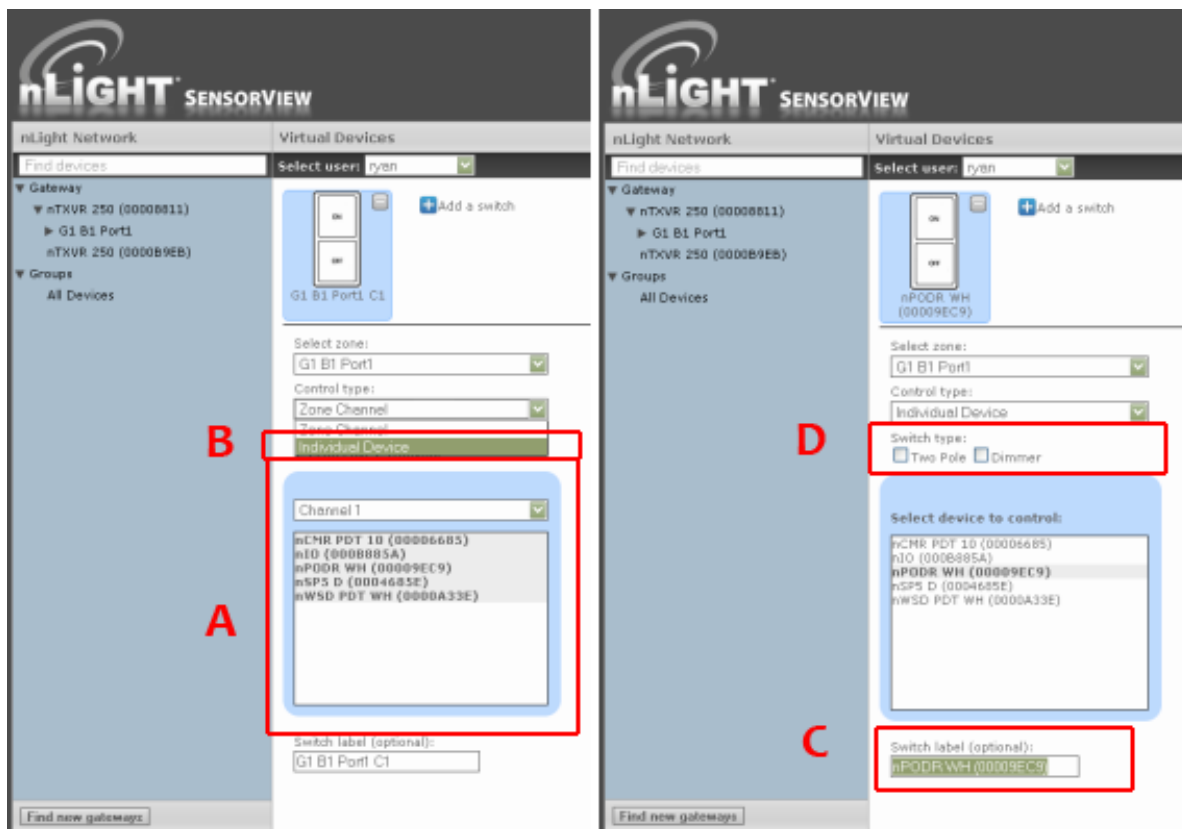 nLIGHT® SENSORVIEW
nLight Network
Virtual Devices
Find devices
Select user: ryan
Gateway
nTXVR 250 (00008811)
G1 B1 Port1
nTXVR 250 (0000B9EB)
Groups
All Devices
ON
OFF
G1 B1 Port1 C1
Add a switch
Select zone:
G1 B1 Port1
Control type:
Zone Channel
Zone Channel
B
Individual Device
Channel 1
nCMR PDT 10 (00006685)
nIO (000B885A)
nPODR WH (00009EC9)
nSP5 D (0004685E)
nWSD PDT WH (0000A33E)
A
Switch label (optional):
G1 B1 Port1 C1
Find new gateways
nLIGHT® SENSORVIEW
nLight Network
Virtual Devices
Find devices
Select user: ryan
Gateway
nTXVR 250 (00008811)
G1 B1 Port1
nTXVR 250 (0000B9EB)
Groups
All Devices
ON
OFF
nPODR WH
(00009EC9)
Add a switch
Select zone:
G1 B1 Port1
Control type:
Individual Device
D
Switch type:
Two Pole Dimmer
Select device to control:
nCMR PDT 10 (00006685)
nIO (000B885A)
nPODR WH (00009EC9)
nSP5 D (0004685E)
nWSD PDT WH (0000A33E)
C
Switch label (optional):
nPODR WH (00009EC9)
Find new gateways